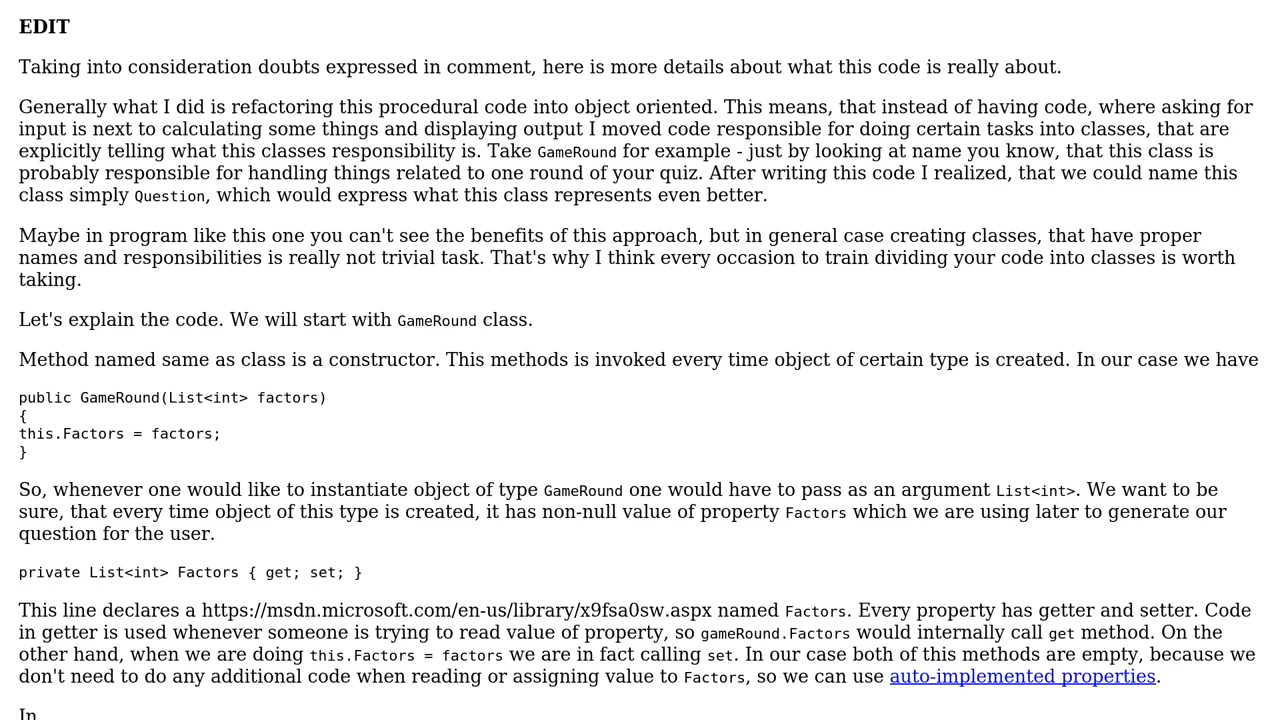 EDIT
Taking into consideration doubts expressed in comment, here is more details about what this code is really about.
Generally what I did is refactoring this procedural code into object oriented. This means, that instead of having code, where asking for
input is next to calculating some things and displaying output I moved code responsible for doing certain tasks into classes, that are
explicitly telling what this classes responsibility is. Take GameRound for example - just by looking at name you know, that this class is
probably responsible for handling things related to one round of your quiz. After writing this code I realized, that we could name this
class simply Question, which would express what this class represents even better.
Maybe in program like this one you can't see the benefits of this approach, but in general case creating classes, that have proper
names and responsibilities is really not trivial task. That's why I think every occasion to train dividing your code into classes is worth
taking.
Let's explain the code. We will start with GameRound class.
Method named same as class is a constructor. This methods is invoked every time object of certain type is created. In our case we have
public GameRound(List<int> factors)
{
this.Factors = factors;
}
So, whenever one would like to instantiate object of type GameRound one would have to pass as an argument List<int>. We want to be
sure, that every time object of this type is created, it has non-null value of property Factors which we are using later to generate our
question for the user.
private List<int> Factors { get; set; }
This line declares a https://msdn.microsoft.com/en-us/library/x9fsa0sw.aspx named Factors. Every property has getter and setter. Code
in getter is used whenever someone is trying to read value of property, so gameRound.Factors would internally call get method. On the
other hand, when we are doing this.Factors = factors we are in fact calling set. In our case both of this methods are empty, because we
don't need to do any additional code when reading or assigning value to Factors, so we can use auto-implemented properties.
In